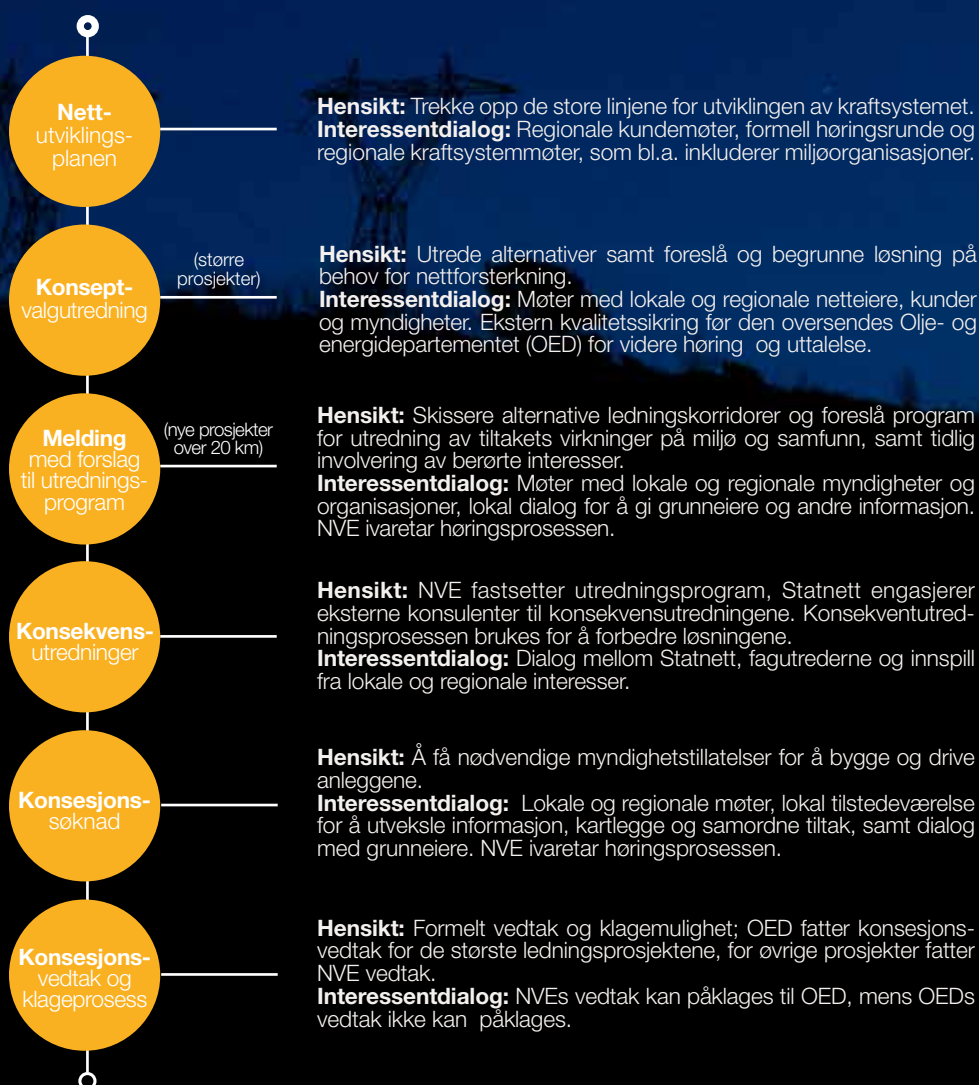 Nett-
utviklings-
planen
Hensikt: Trekke opp de store linjene for utviklingen av kraftsystemet.
Interessentdialog: Regionale kundemøter, formell høringsrunde og
regionale kraftsystemmøter, som bl.a. inkluderer miljøorganisasjoner.
Konsept-
valgutredning
(større
prosjekter)
Hensikt: Utrede alternativer samt foreslå og begrunne løsning på
behov for nettforsterkning.
Interessentdialog: Møter med lokale og regionale netteiere, kunder
og myndigheter. Ekstern kvalitetssikring før den oversendes Olje- og
energidepartementet (OED) for videre høring og uttalelse.
Melding
med forslag
til utrednings-
program
(nye prosjekter
over 20 km)
Hensikt: Skissere alternative ledningskorridorer og foreslå program
for utredning av tiltakets virkninger på miljø og samfunn, samt tidlig
involvering av berørte interesser.
Interessentdialog: Møter med lokale og regionale myndigheter og
organisasjoner, lokal dialog for å gi grunneiere og andre informasjon.
NVE ivaretar høringsprosessen.
Konsekvens-
utredninger
Hensikt: NVE fastsetter utredningsprogram, Statnett engasjerer
eksterne konsulenter til konsekvensutredningene. Konsekventutred-
ningsprosessen brukes for å forbedre løsningene.
Interessentdialog: Dialog mellom Statnett, fagutrederne og innspill
fra lokale og regionale interesser.
Konsesjons-
søknad
Hensikt: Å få nødvendige myndighetstillatelser for å bygge og drive
anleggene.
Interessentdialog: Lokale og regionale møter, lokal tilstedeværelse
for å utveksle informasjon, kartlegge og samordne tiltak, samt dialog
med grunneiere. NVE ivaretar høringsprosessen.
Konsesjons-
vedtak og
klageprosess
Hensikt: Formelt vedtak og klagemulighet; OED fatter konsesjons-
vedtak for de største ledningsprosjektene, for øvrige prosjekter fatter
NVE vedtak.
Interessentdialog: NVEs vedtak kan påklages til OED, mens OEDs
vedtak ikke kan påklages.